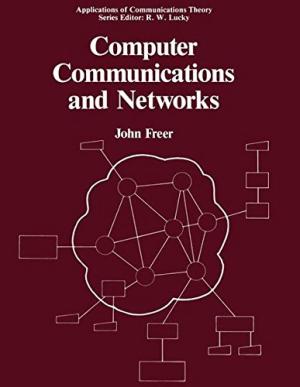 Applications of Communications Theory
Series Editor: R. W. Lucky
Computer
Communications
and Networks
John Freer